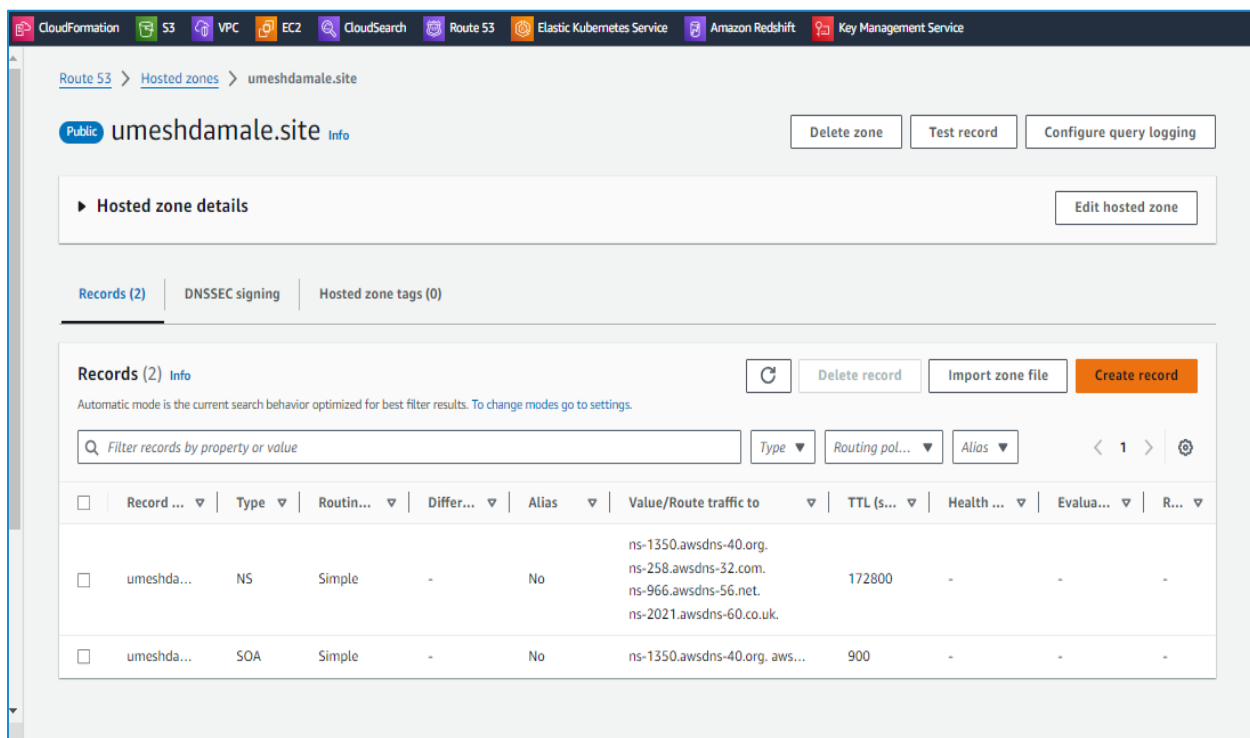 CloudFormation S3 VPC EC2 CloudSearch Route 53 Elastic Kubernetes Service Amazon Redshift Key Management Service
Route 53 > Hosted zones > umeshdamale.site
Public umeshdamale.site Info
Delete zone Test record Configure query logging
Hosted zone details Edit hosted zone
Records (2) DNSSEC signing Hosted zone tags (0)
Records (2) Info
Delete record Import zone file Create record
Automatic mode is the current search behavior optimized for best filter results. To change modes go to settings.
Filter records by property or value Type Routing pol... Alias 1
Record ... Type Routin... Differ... Alias Value/Route traffic to TTL (s... Health ... Evalua... R...
ns-1350.awsdns-40.org.
ns-258.awsdns-32.com.
umeshda... NS Simple - No 172800 - - -
ns-966.awsdns-56.net.
ns-2021.awsdns-60.co.uk.
umeshda... SOA Simple - No ns-1350.awsdns-40.org. aws... 900 - - -